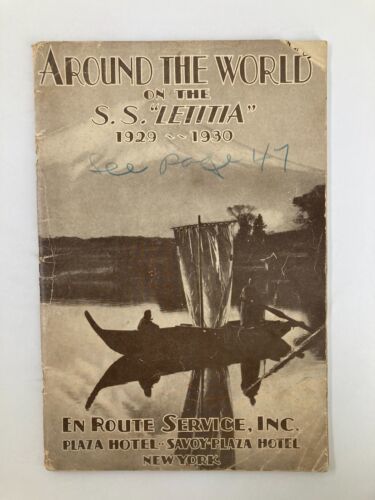 AROUND THE WORLD
ON THE
S.S. "LETITIA"
1929 ~ ~ 1930
See page 47
EN ROUTE SERVICE, INC.
PLAZA HOTEL - SAVOY-PLAZA HOTEL
NEW YORK